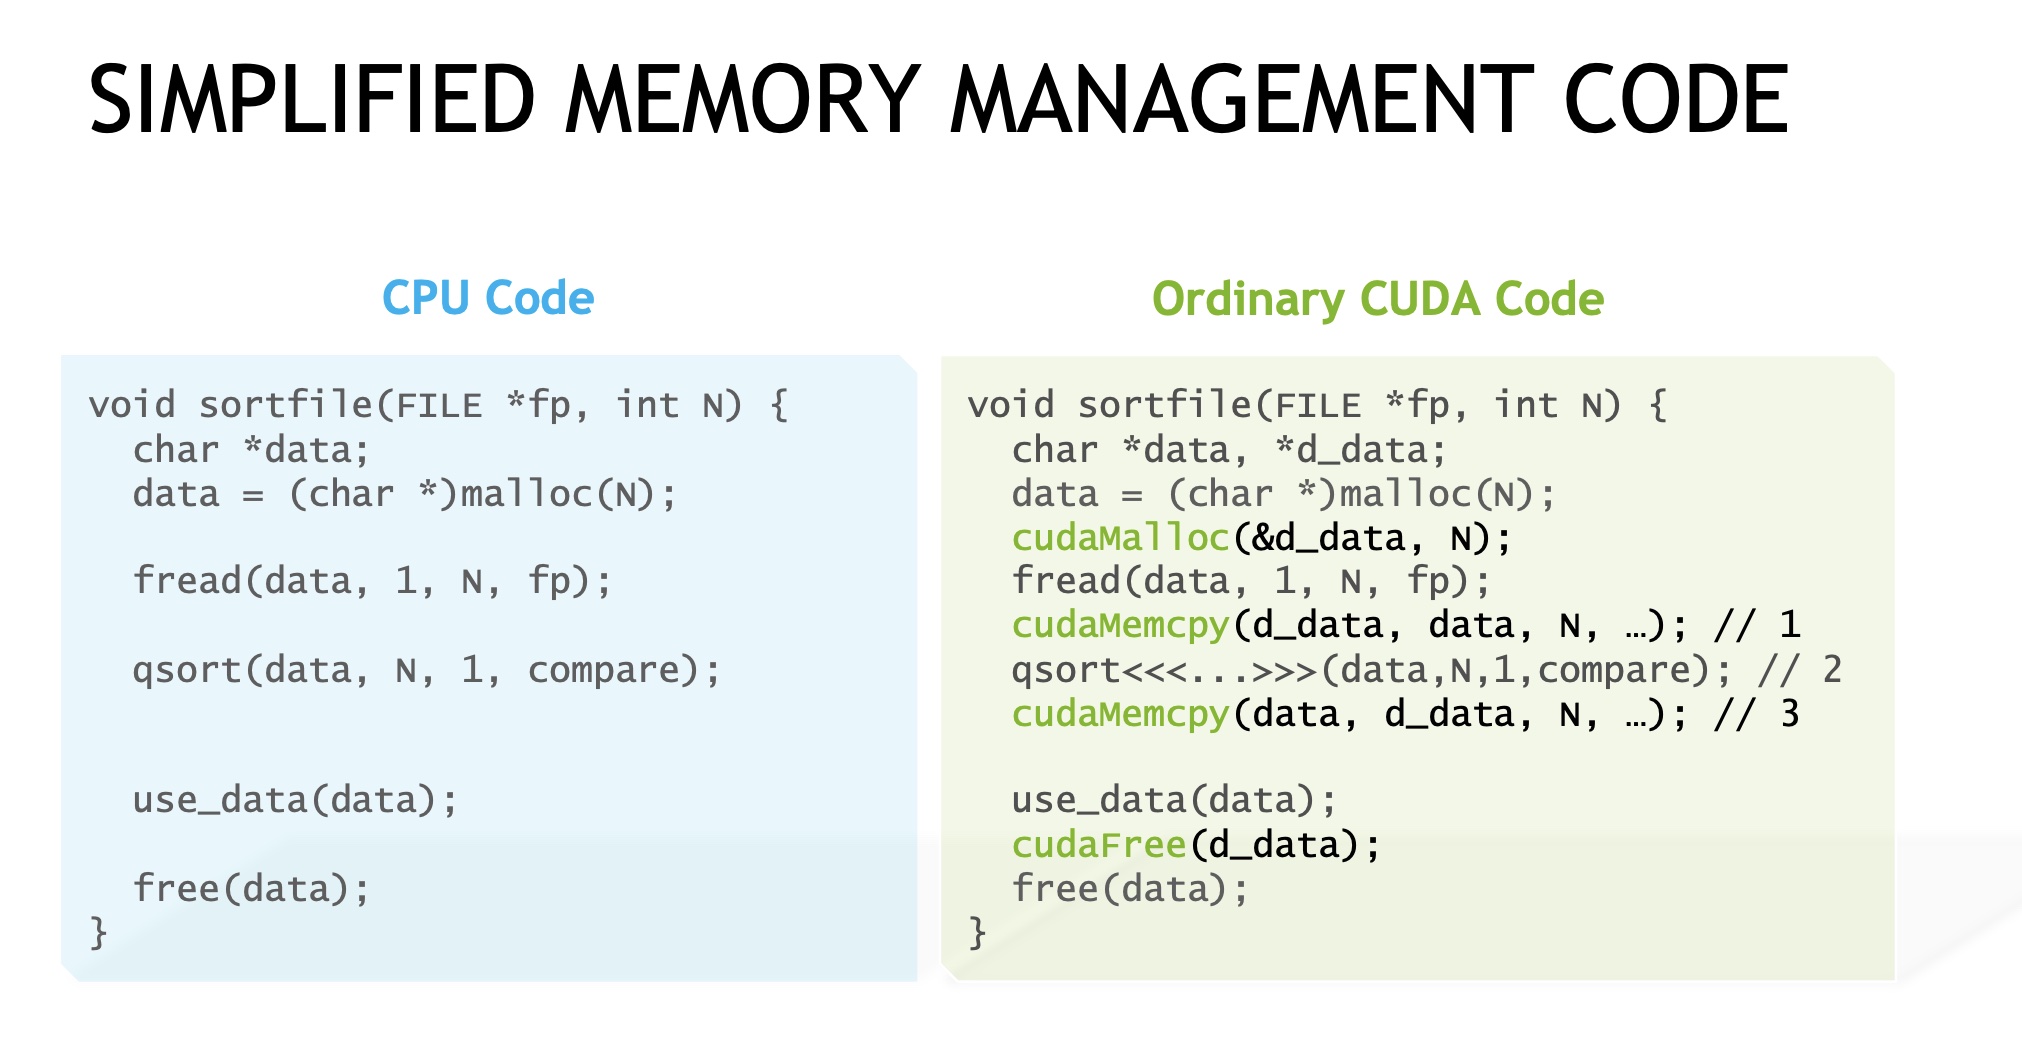 SIMPLIFIED MEMORY MANAGEMENT CODE
CPU Code
void sortfile(FILE *fp, int N) {
  char *data;
  data = (char *)malloc(N);
  fread(data, 1, N, fp);
  qsort(data, N, 1, compare);
  use_data(data);
  free(data);
}
Ordinary CUDA Code
void sortfile(FILE *fp, int N) {
  char *data, *d_data;
  data = (char *)malloc(N);
  cudaMalloc(&d_data, N);
  fread(data, 1, N, fp);
  cudaMemcpy(d_data, data, N, …); // 1
  qsort<<<...>>>(data,N,1,compare); // 2
  cudaMemcpy(data, d_data, N, …); // 3
  use_data(data);
  cudaFree(d_data);
  free(data);
}